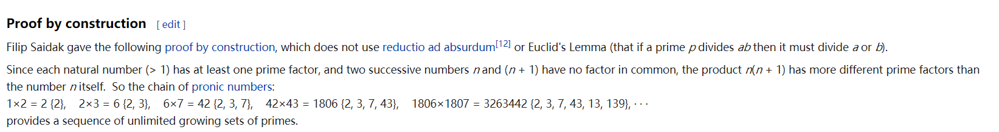 Proof by construction [ edit ]
Filip Saidak gave the following proof by construction, which does not use reductio ad absurdum[12] or Euclid's Lemma (that if a prime p divides ab then it must divide a or b).
Since each natural number (> 1) has at least one prime factor, and two successive numbers n and (n + 1) have no factor in common, the product n(n + 1) has more different prime factors than
the number n itself. So the chain of pronic numbers:
1×2 = 2 {2}, 2×3 = 6 {2, 3}, 6×7 = 42 {2, 3, 7}, 42×43 = 1806 {2, 3, 7, 43}, 1806×1807 = 3263442 {2, 3, 7, 43, 13, 139}, · · ·
provides a sequence of unlimited growing sets of primes.